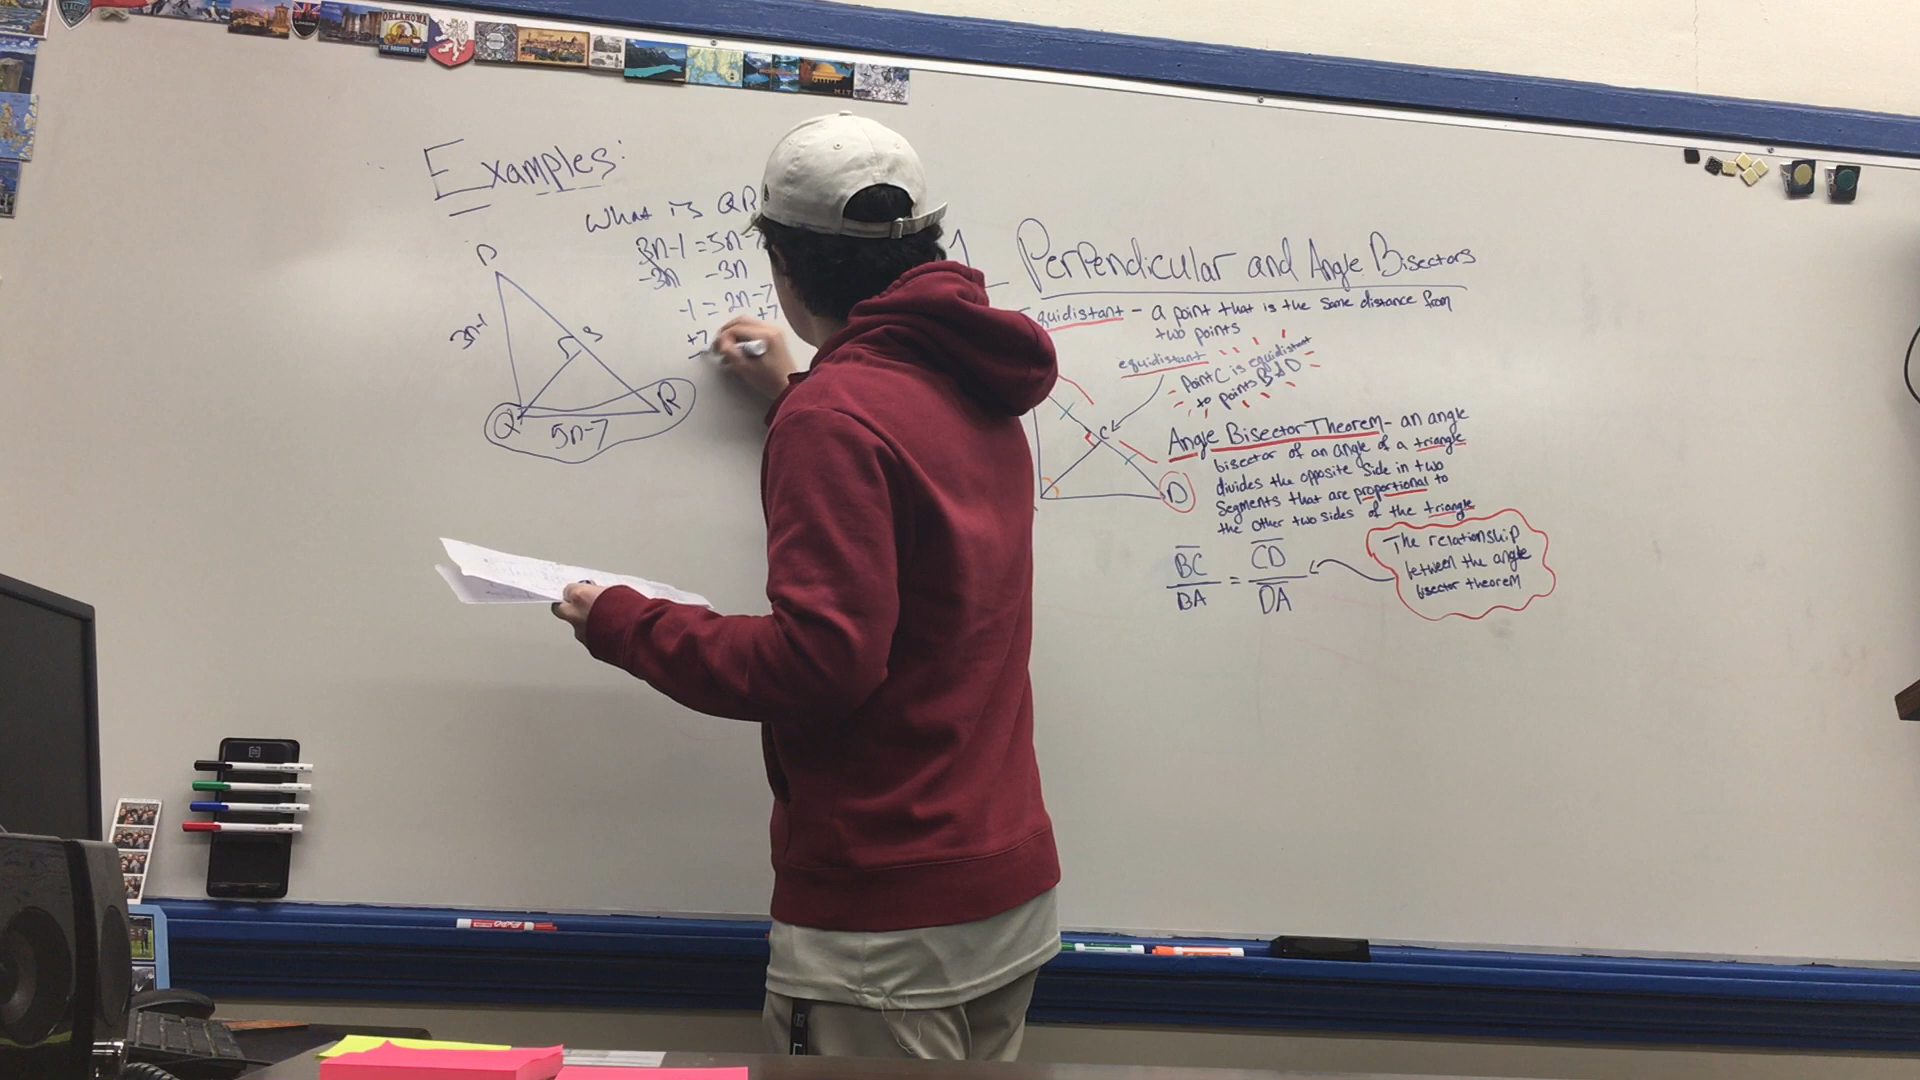 Examples:
What is QR
3n-1 = 5n-7
-3n -3n
-1 = 2n-7
+7 +7
3n-1
S
Q
R
5n-7
1 Perpendicular and Angle Bisectors
quidistant - a point that is the same distance from
two points
equidistant
Point C is equidistant
to points B & D
C
D
Angle Bisector Theorem - an angle
bisector of an angle of a triangle
divides the opposite side in two
segments that are proportional to
the other two sides of the triangle
BC = CD
BA DA
The relationship
between the angle
bisector theorem
OKLAHOMA
MIT